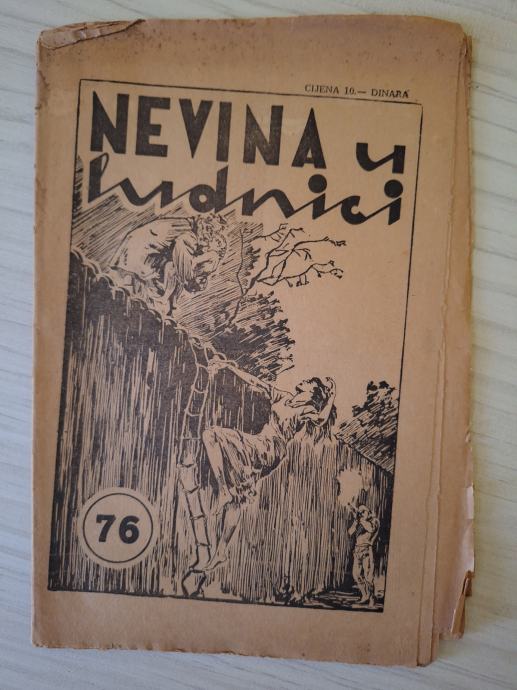 CIJENA 10.— DINARA
NEVINA u
ludnici
76